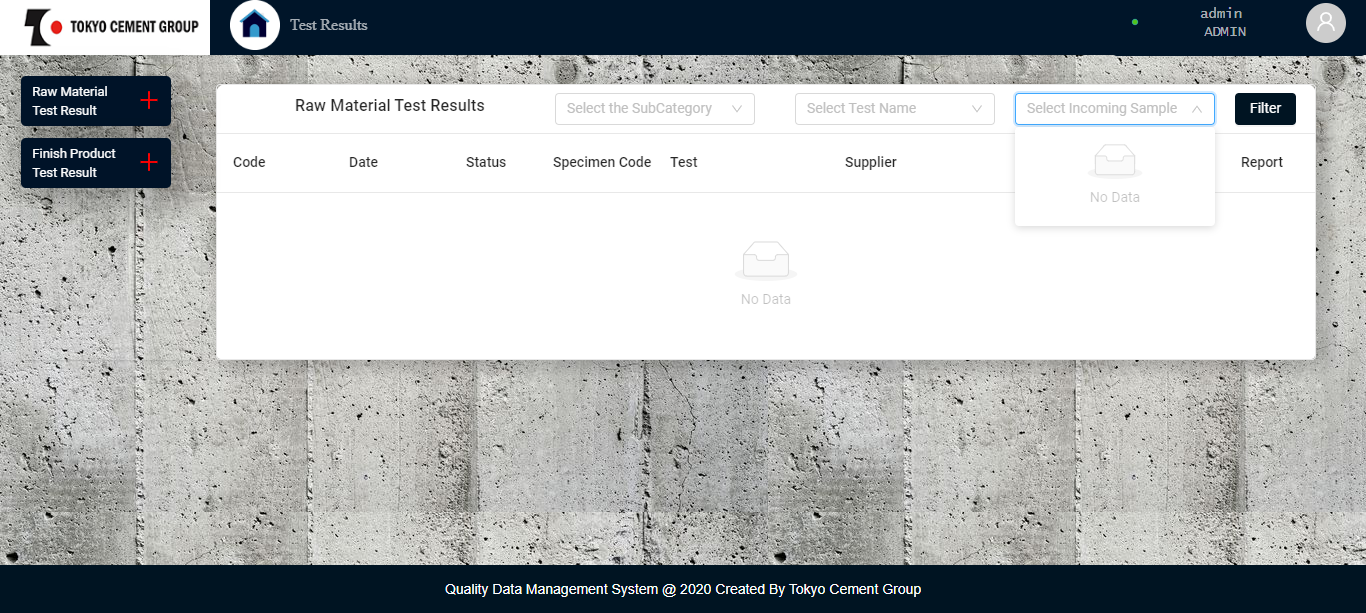 TOKYO CEMENT GROUP
Test Results
admin
ADMIN
Raw Material
Test Result
Finish Product
Test Result
Raw Material Test Results
Select the SubCategory
Select Test Name
Select Incoming Sample
Filter
Code Date Status Specimen Code Test Supplier Report
No Data
No Data
Quality Data Management System @ 2020 Created By Tokyo Cement Group